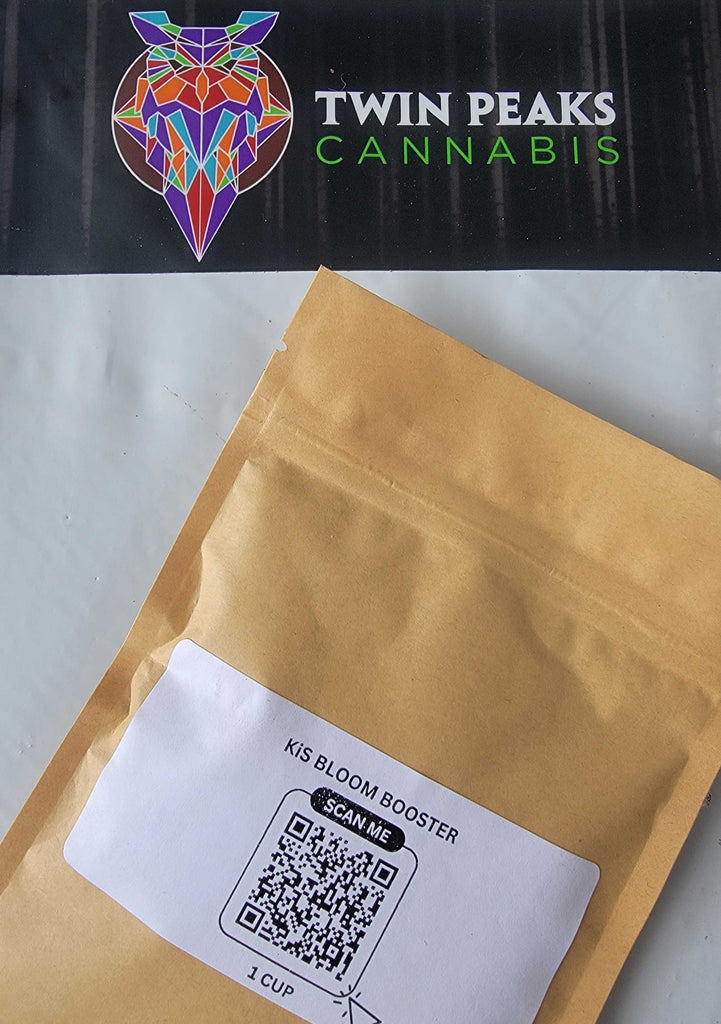 TWIN PEAKS
CANNABIS
KiS BLOOM BOOSTER
SCAN ME
1 CUP